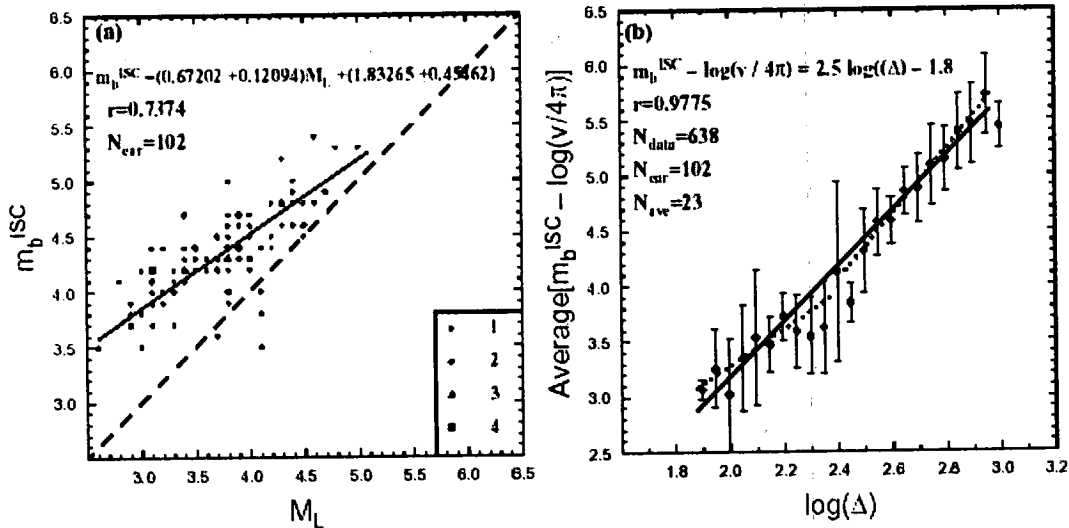 (a)
m_b^ISC –(0.67202 +0.12094)M_L +(1.83265 +0.45462)
r=0.7374
N_ear=102
6.5
6.0
5.5
5.0
4.5
4.0
3.5
3.0
m_b^ISC
1
2
3
4
3.0 3.5 4.0 4.5 5.0 5.5 6.0 6.5
M_L
(b)
m_b^ISC – log(v / 4π) = 2.5 log((Δ) – 1.8
r=0.9775
N_data=638
N_ear=102
N_ave=23
6.5
6.0
5.5
5.0
4.5
4.0
3.5
3.0
2.5
Average[m_b^ISC – log(v/4π)]
1.8 2.0 2.2 2.4 2.6 2.8 3.0 3.2
log(Δ)